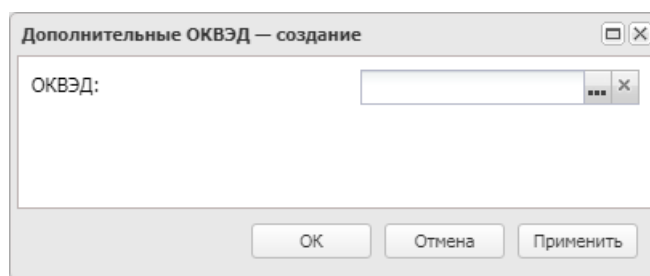 Дополнительные ОКВЭД — создание
ОКВЭД:
...
ОК Отмена Применить